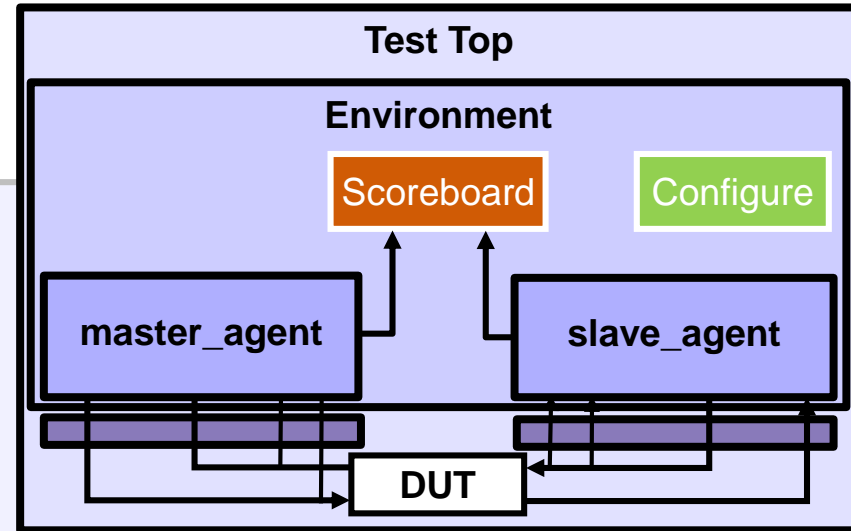 Test Top
Environment
Scoreboard
Configure
master_agent
slave_agent
DUT